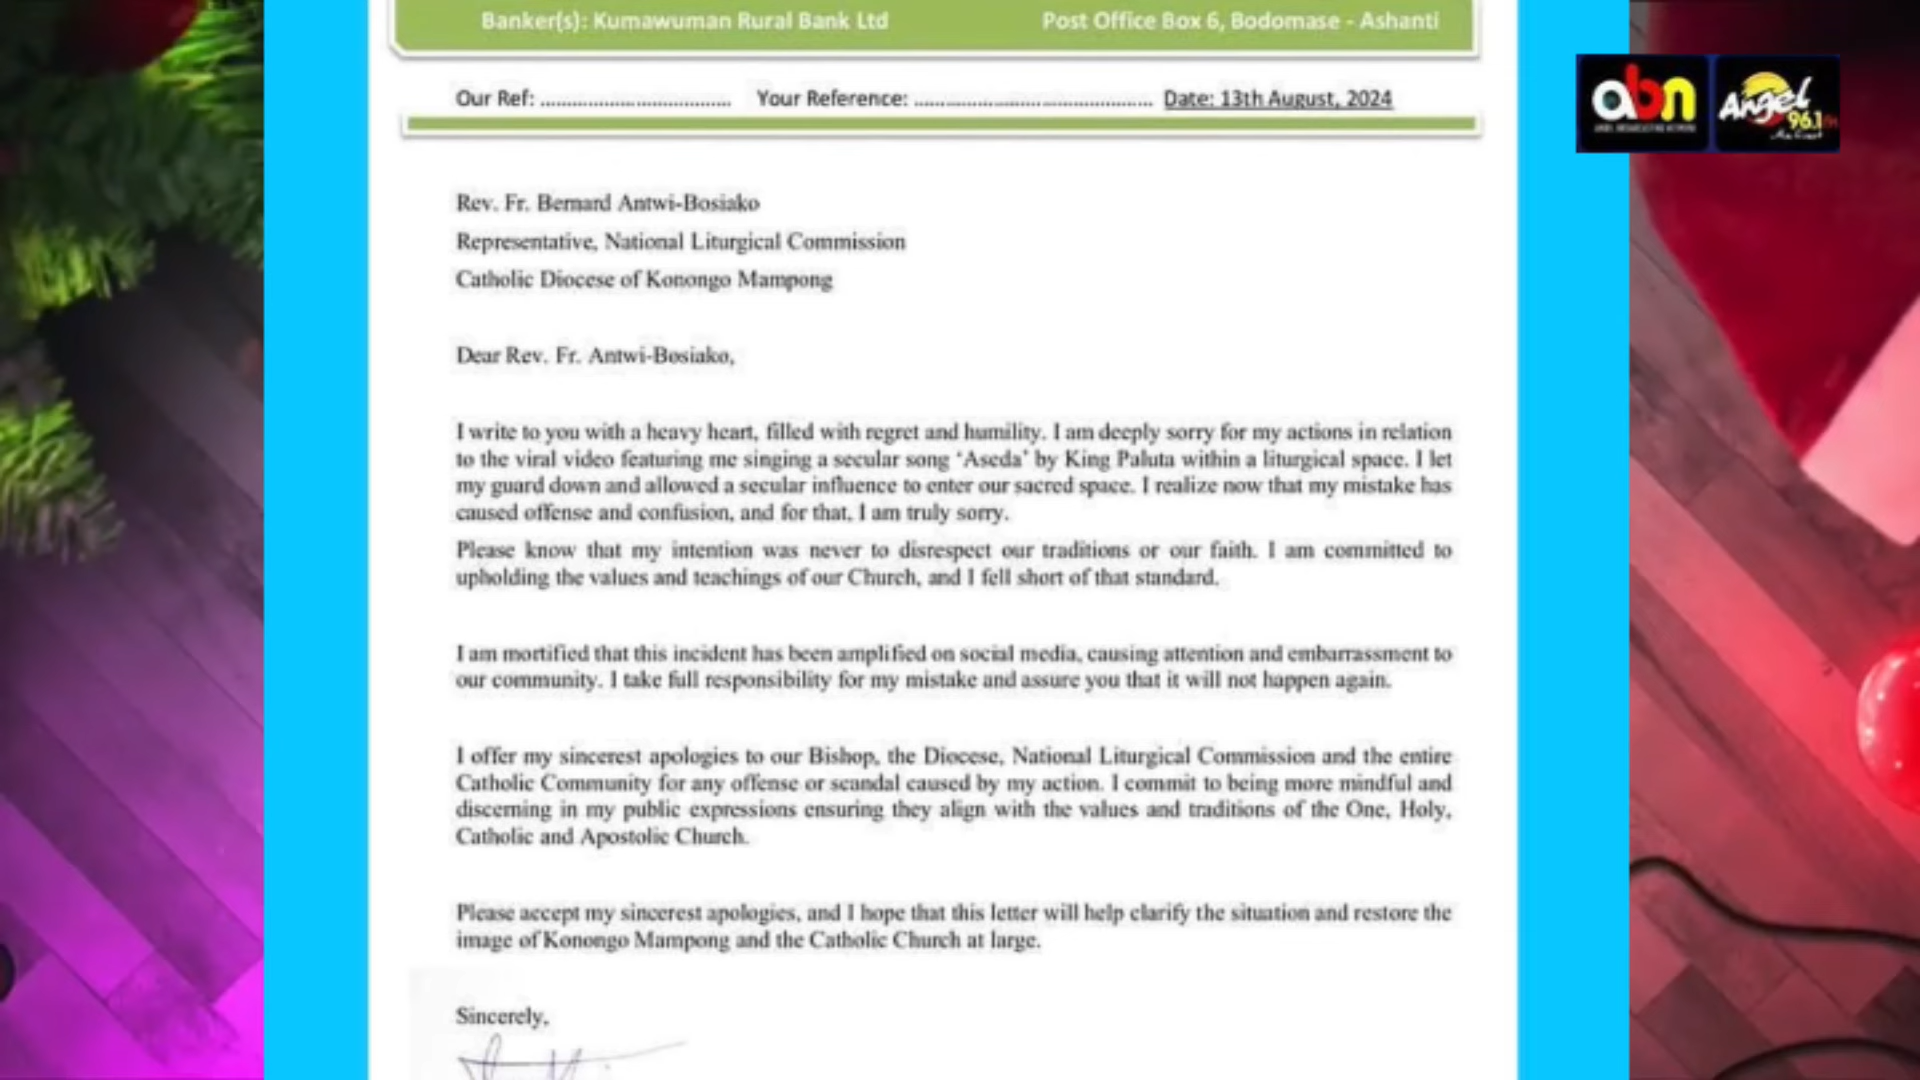 Banker(s): Kumawuman Rural Bank Ltd Post Office Box 6, Bodomase - Ashanti
Our Ref: .................................... Your Reference: ............................................. Date: 13th August, 2024
abn
Angel
96.1
Rev. Fr. Bernard Antwi-Bosiako
Representative, National Liturgical Commission
Catholic Diocese of Konongo Mampong
Dear Rev. Fr. Antwi-Bosiako,
I write to you with a heavy heart, filled with regret and humility. I am deeply sorry for my actions in relation
to the viral video featuring me singing a secular song ‘Aseda’ by King Paluta within a liturgical space. I let
my guard down and allowed a secular influence to enter our sacred space. I realize now that my mistake has
caused offense and confusion, and for that, I am truly sorry.
Please know that my intention was never to disrespect our traditions or our faith. I am committed to
upholding the values and teachings of our Church, and I fell short of that standard.
I am mortified that this incident has been amplified on social media, causing attention and embarrassment to
our community. I take full responsibility for my mistake and assure you that it will not happen again.
I offer my sincerest apologies to our Bishop, the Diocese, National Liturgical Commission and the entire
Catholic Community for any offense or scandal caused by my action. I commit to being more mindful and
discerning in my public expressions ensuring they align with the values and traditions of the One, Holy,
Catholic and Apostolic Church.
Please accept my sincerest apologies, and I hope that this letter will help clarify the situation and restore the
image of Konongo Mampong and the Catholic Church at large.
Sincerely,